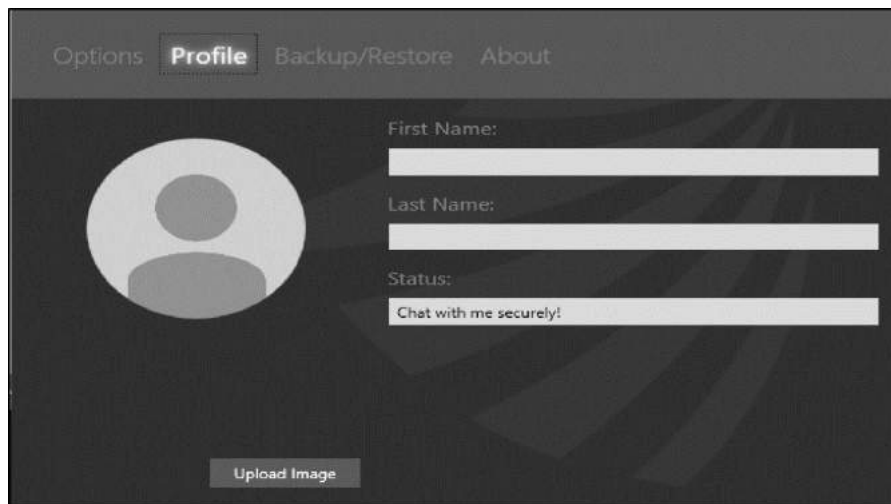 Options Profile Backup/Restore About
First Name:
Last Name:
Status:
Chat with me securely!
Upload Image